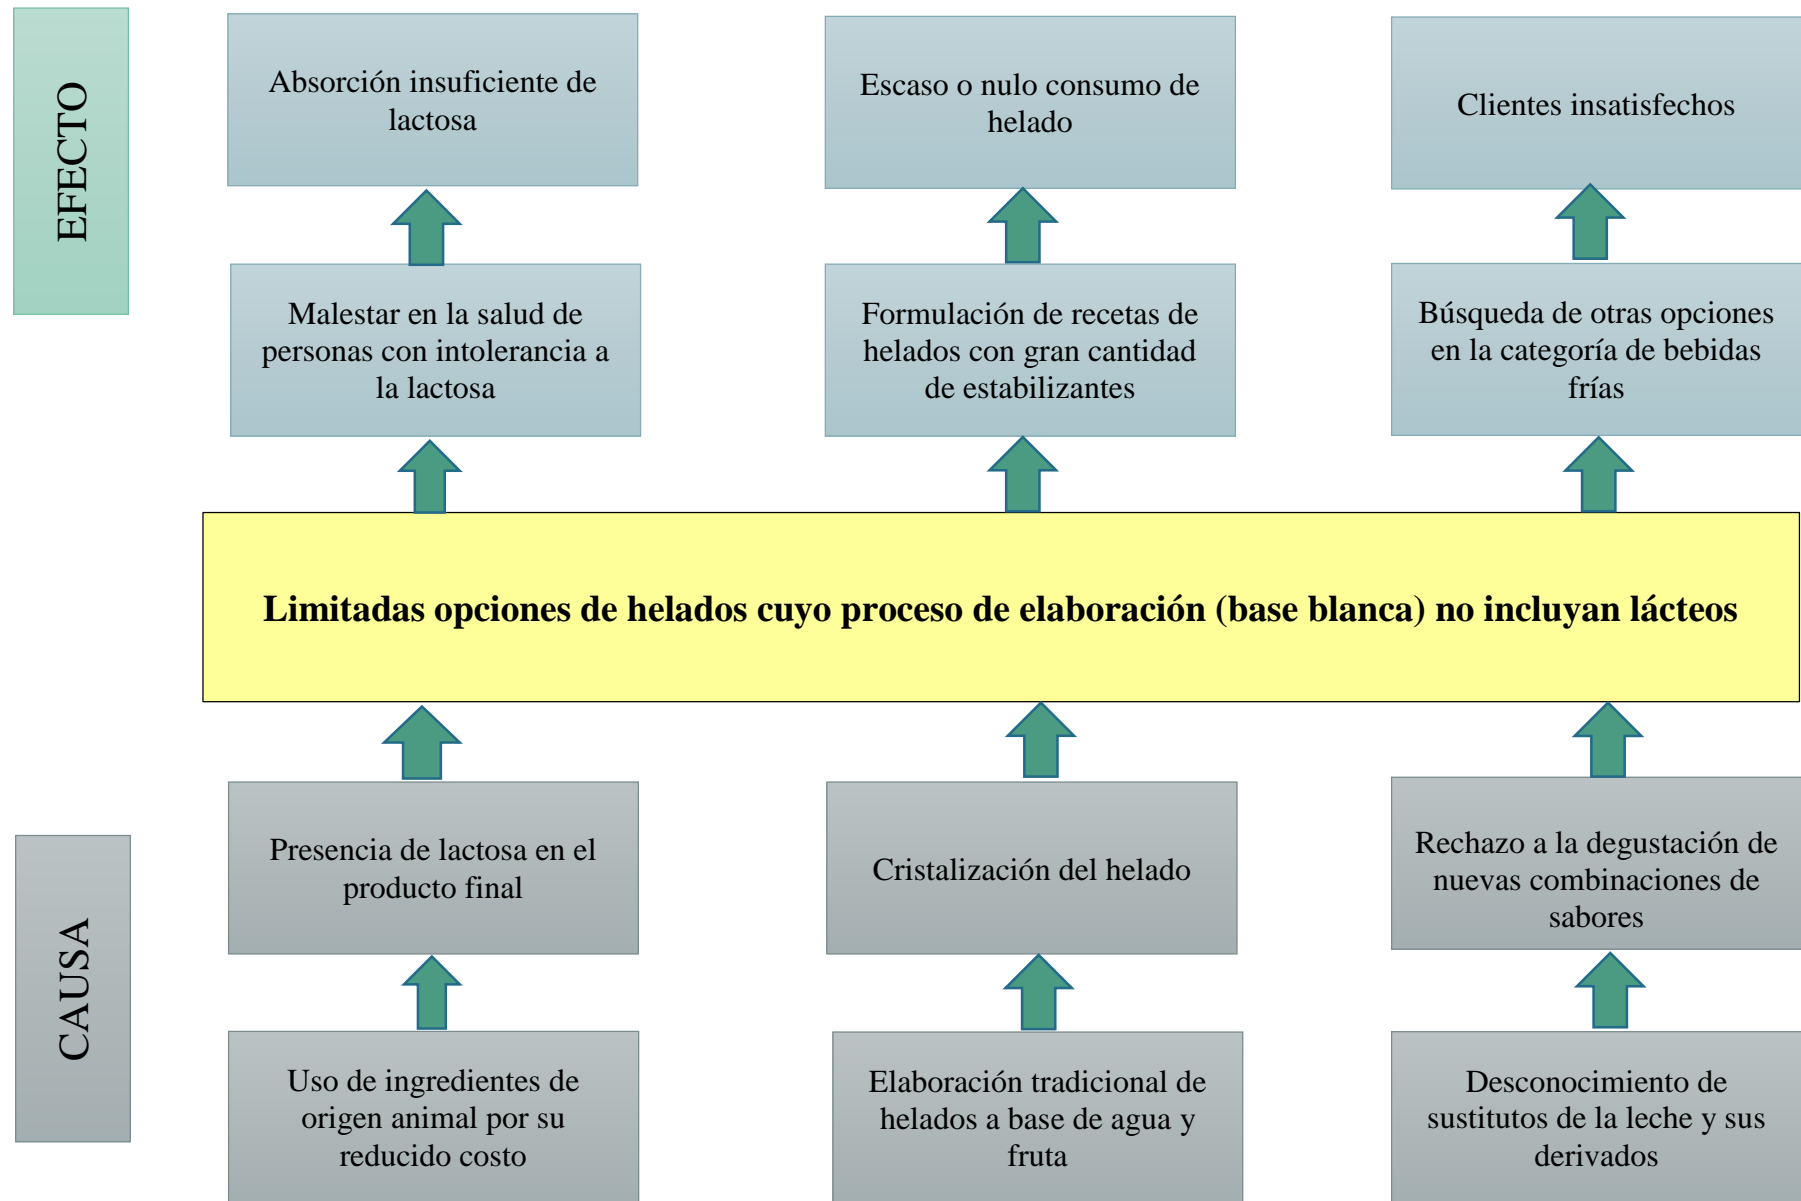 EFECTO
Absorción insuficiente de
lactosa
Escaso o nulo consumo de
helado
Clientes insatisfechos
Malestar en la salud de
personas con intolerancia a
la lactosa
Formulación de recetas de
helados con gran cantidad
de estabilizantes
Búsqueda de otras opciones
en la categoría de bebidas
frías
Limitadas opciones de helados cuyo proceso de elaboración (base blanca) no incluyan lácteos
CAUSA
Presencia de lactosa en el
producto final
Cristalización del helado
Rechazo a la degustación de
nuevas combinaciones de
sabores
Uso de ingredientes de
origen animal por su
reducido costo
Elaboración tradicional de
helados a base de agua y
fruta
Desconocimiento de
sustitutos de la leche y sus
derivados